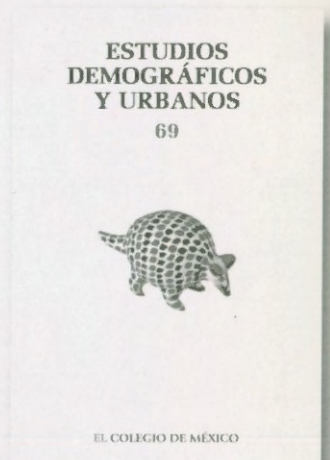 ESTUDIOS
DEMOGRÁFICOS
Y URBANOS
69
EL COLEGIO DE MÉXICO